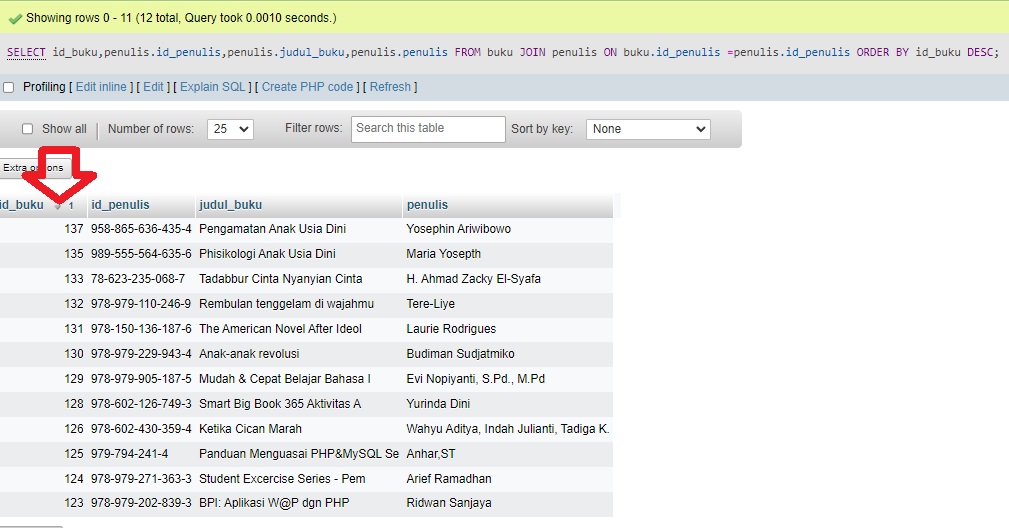 Showing rows 0 - 11 (12 total, Query took 0.0010 seconds.)
SELECT id_buku,penulis.id_penulis,penulis.judul_buku,penulis.penulis FROM buku JOIN penulis ON buku.id_penulis =penulis.id_penulis ORDER BY id_buku DESC;
Profiling [ Edit inline ] [ Edit ] [ Explain SQL ] [ Create PHP code ] [ Refresh ]
Show all Number of rows: 25 Filter rows: Search this table Sort by key: None
Extra options
id_buku 1 id_penulis judul_buku penulis
137 958-865-636-435-4 Pengamatan Anak Usia Dini Yosephin Ariwibowo
135 989-555-564-635-6 Phisikologi Anak Usia Dini Maria Yosepth
133 78-623-235-068-7 Tadabbur Cinta Nyanyian Cinta H. Ahmad Zacky El-Syafa
132 978-979-110-246-9 Rembulan tenggelam di wajahmu Tere-Liye
131 978-150-136-187-6 The American Novel After Ideol Laurie Rodrigues
130 978-979-229-943-4 Anak-anak revolusi Budiman Sudjatmiko
129 978-979-905-187-5 Mudah & Cepat Belajar Bahasa I Evi Nopiyanti, S.Pd., M.Pd
128 978-602-126-749-3 Smart Big Book 365 Aktivitas A Yurinda Dini
126 978-602-430-359-4 Ketika Cican Marah Wahyu Aditya, Indah Julianti, Tadiga K.
125 979-794-241-4 Panduan Menguasai PHP&MySQL Se Anhar,ST
124 978-979-271-363-3 Student Excercise Series - Pem Arief Ramadhan
123 978-979-202-839-3 BPI: Aplikasi W@P dgn PHP Ridwan Sanjaya